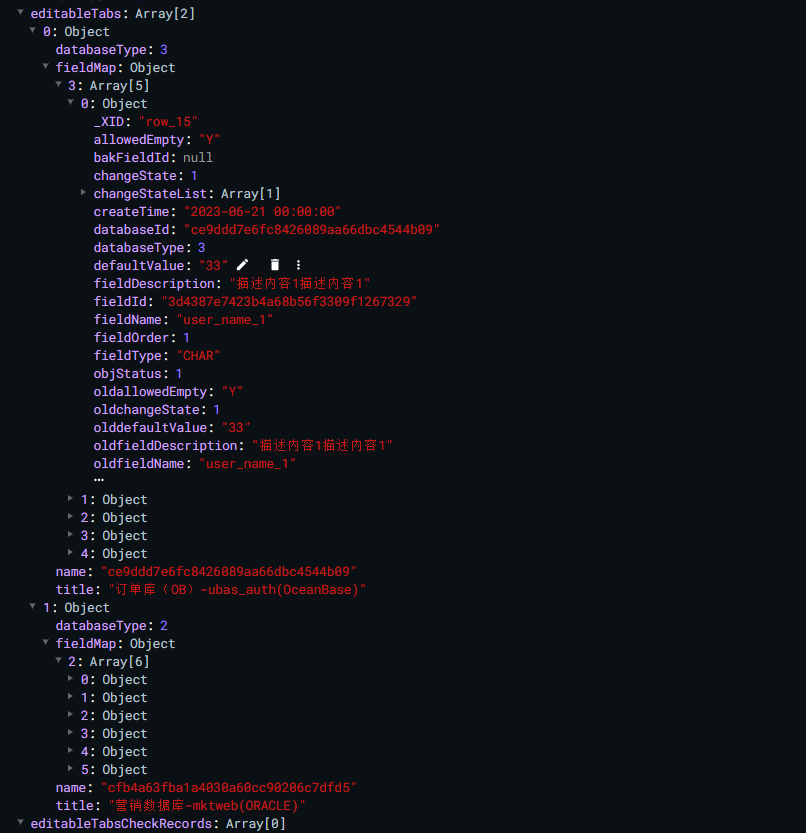 editableTabs: Array[2]
0: Object
databaseType: 3
fieldMap: Object
3: Array[5]
0: Object
_XID: "row_15"
allowedEmpty: "Y"
bakFieldId: null
changeState: 1
changeStateList: Array[1]
createTime: "2023-06-21 00:00:00"
databaseId: "ce9ddd7e6fc8426089aa66dbc4544b09"
databaseType: 3
defaultValue: "33"
fieldDescription: "描述内容1描述内容1"
fieldId: "3d4387e7423b4a68b56f3309f1267329"
fieldName: "user_name_1"
fieldOrder: 1
fieldType: "CHAR"
objStatus: 1
oldallowedEmpty: "Y"
oldchangeState: 1
olddefaultValue: "33"
oldfieldDescription: "描述内容1描述内容1"
oldfieldName: "user_name_1"
…
1: Object
2: Object
3: Object
4: Object
name: "ce9ddd7e6fc8426089aa66dbc4544b09"
title: "订单库（OB）-ubas_auth(OceanBase)"
1: Object
databaseType: 2
fieldMap: Object
2: Array[6]
0: Object
1: Object
2: Object
3: Object
4: Object
5: Object
name: "cfb4a63fba1a4030a60cc90206c7dfd5"
title: "营销数据库-mktweb(ORACLE)"
editableTabsCheckRecords: Array[0]